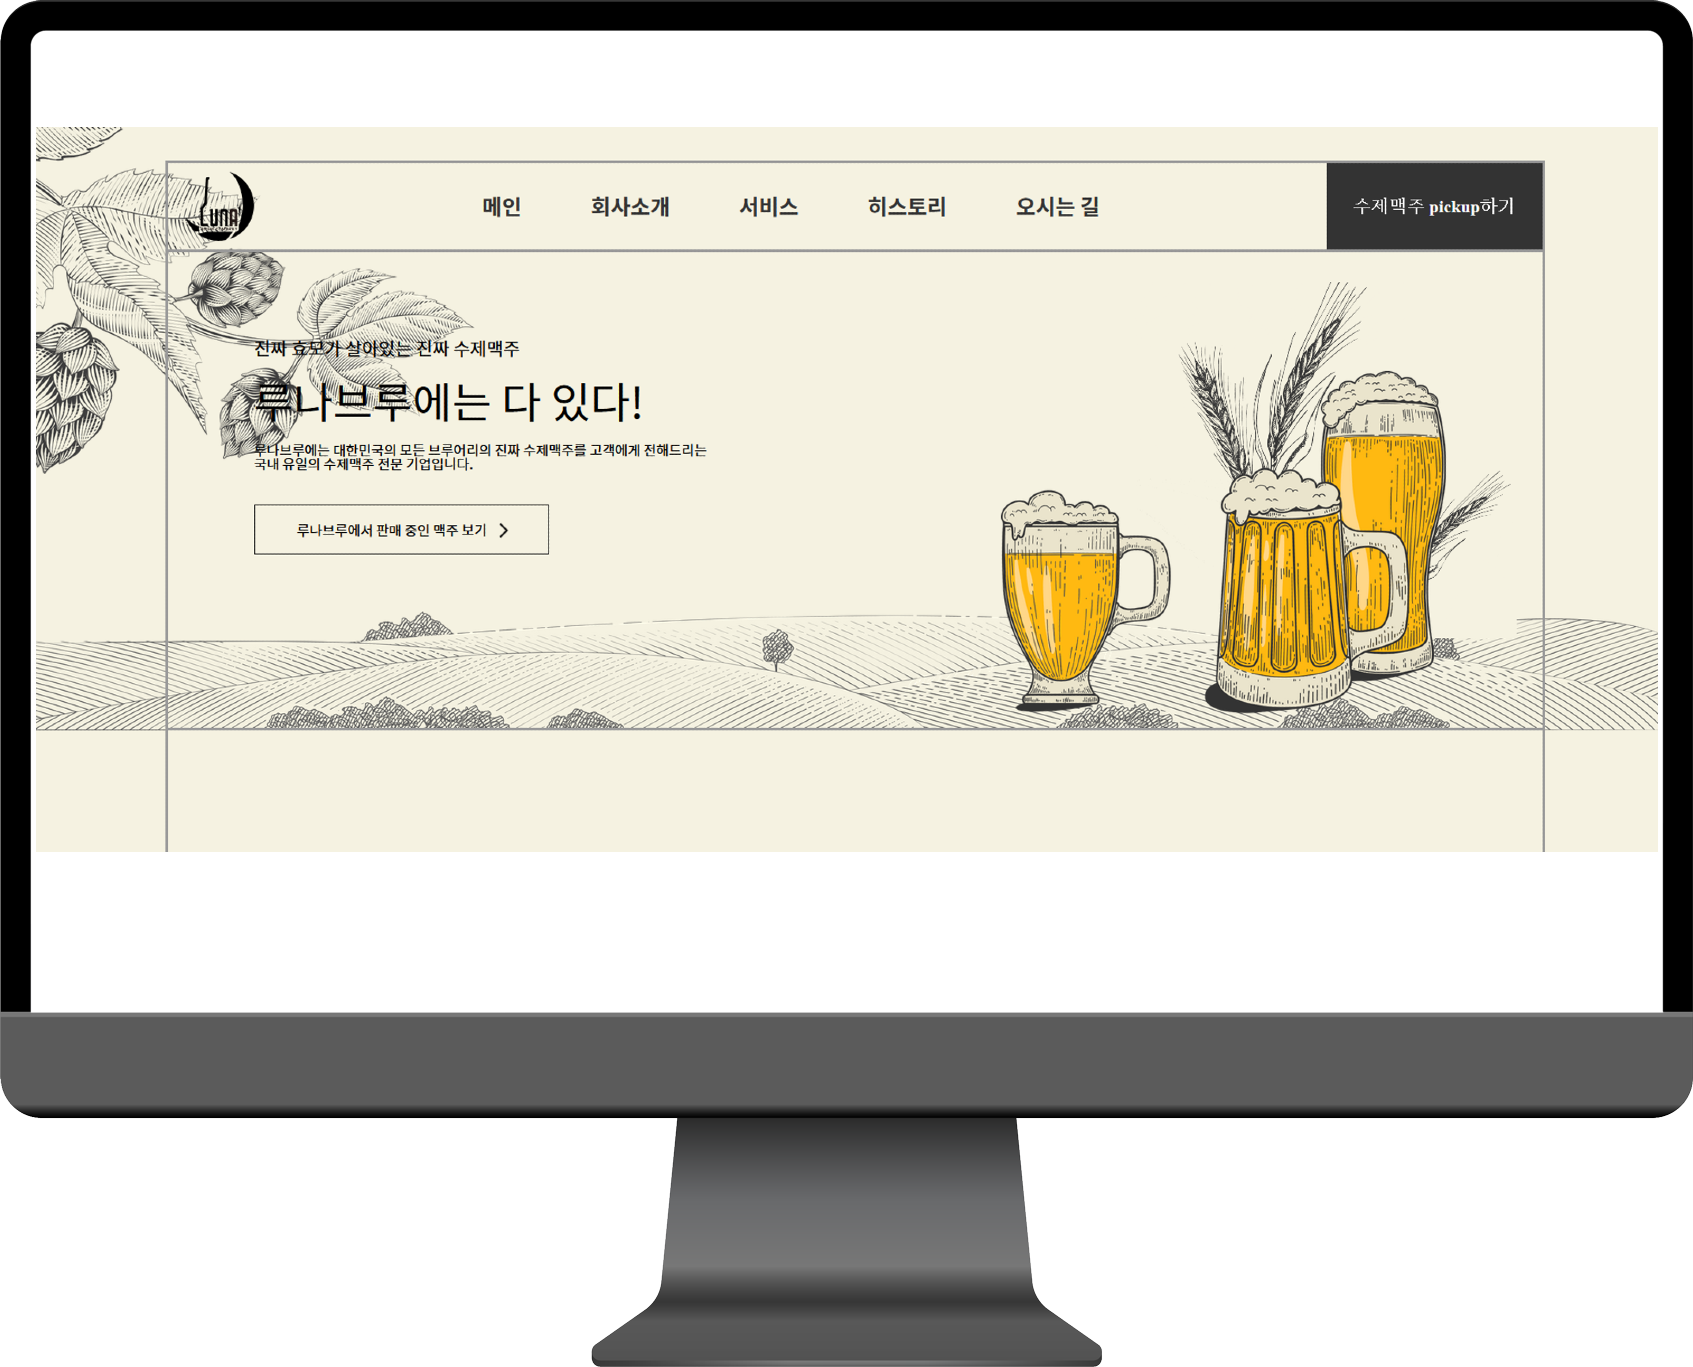 LUNA
메인 회사소개 서비스 히스토리 오시는 길
수제맥주 pickup하기
진짜 효모가 살아있는 진짜 수제맥주
루나브루에는 다 있다!
루나브루에는 대한민국의 모든 브루어리의 진짜 수제맥주를 고객에게 전해드리는
국내 유일의 수제맥주 전문 기업입니다.
루나브루에서 판매 중인 맥주 보기